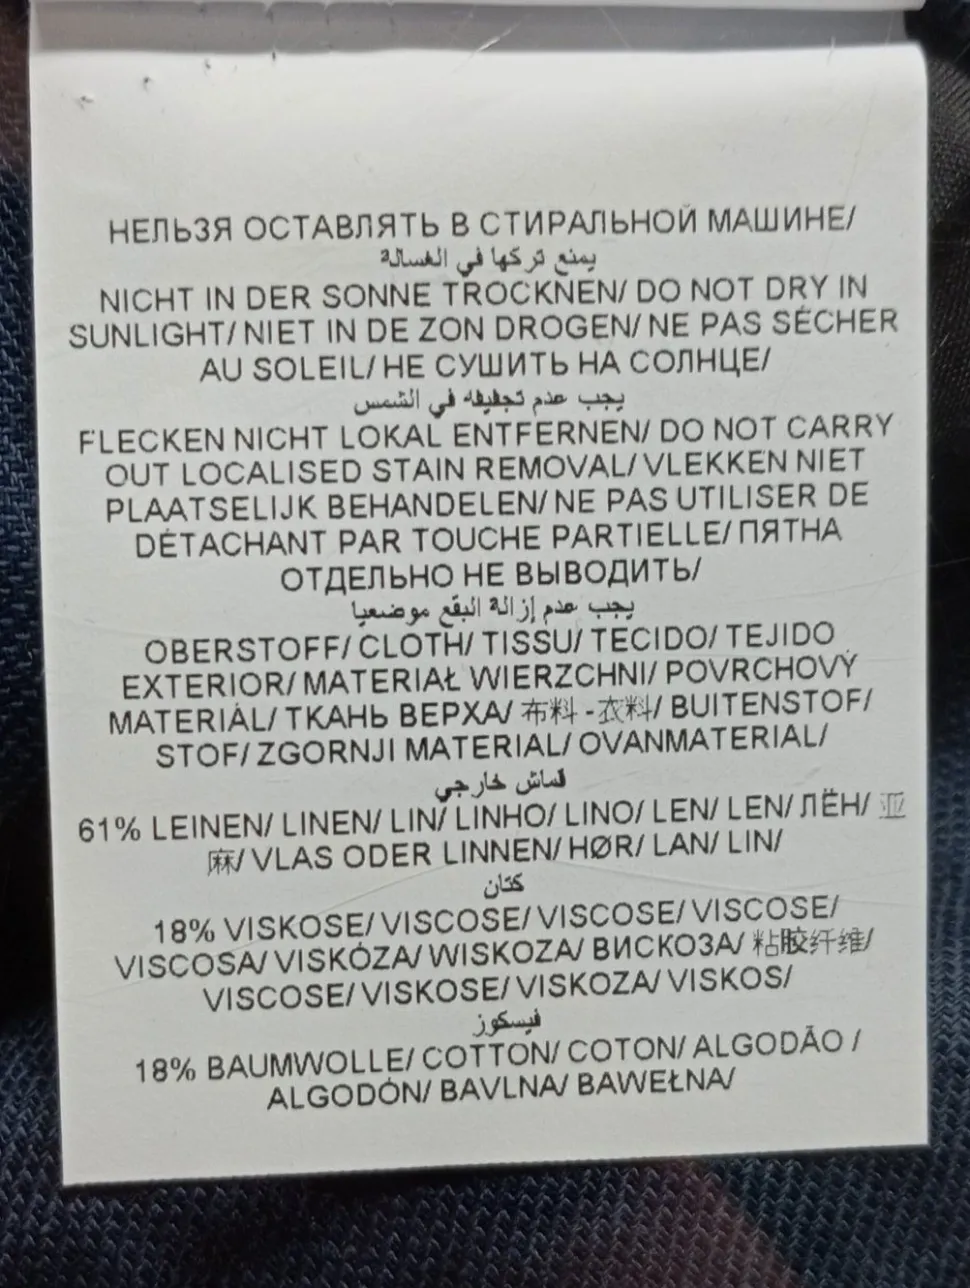 НЕЛЬЗЯ ОСТАВЛЯТЬ В СТИРАЛЬНОЙ МАШИНЕ/
يمنع تركها في الغسالة
NICHT IN DER SONNE TROCKNEN/ DO NOT DRY IN
SUNLIGHT/ NIET IN DE ZON DROGEN/ NE PAS SÉCHER
AU SOLEIL/ НЕ СУШИТЬ НА СОЛНЦЕ/
يجب عدم تجفيفه في الشمس
FLECKEN NICHT LOKAL ENTFERNEN/ DO NOT CARRY
OUT LOCALISED STAIN REMOVAL/ VLEKKEN NIET
PLAATSELIJK BEHANDELEN/ NE PAS UTILISER DE
DÉTACHANT PAR TOUCHE PARTIELLE/ ПЯТНА
ОТДЕЛЬНО НЕ ВЫВОДИТЬ/
يجب عدم إزالة البقع موضعيا
OBERSTOFF/ CLOTH/ TISSU/ TECIDO/ TEJIDO
EXTERIOR/ MATERIAŁ WIERZCHNI/ POVRCHOVÝ
MATERIÁL/ ТКАНЬ ВЕРХА/ 布料 -衣料/ BUITENSTOF/
STOF/ ZGORNJI MATERIAL/ OVANMATERIAL/
قماش خارجي
61% LEINEN/ LINEN/ LIN/ LINHO/ LINO/ LEN/ LEN/ ЛЁН/ 亚
麻/ VLAS ODER LINNEN/ HØR/ LAN/ LIN/
كتان
18% VISKOSE/ VISCOSE/ VISCOSE/ VISCOSE/
VISCOSA/ VISKÓZA/ WISKOZA/ ВИСКОЗА/ 粘胶纤维/
VISCOSE/ VISKOSE/ VISKOZA/ VISKOS/
فيسكوز
18% BAUMWOLLE/ COTTON/ COTON/ ALGODÃO /
ALGODÓN/ BAVLNA/ BAWEŁNA/